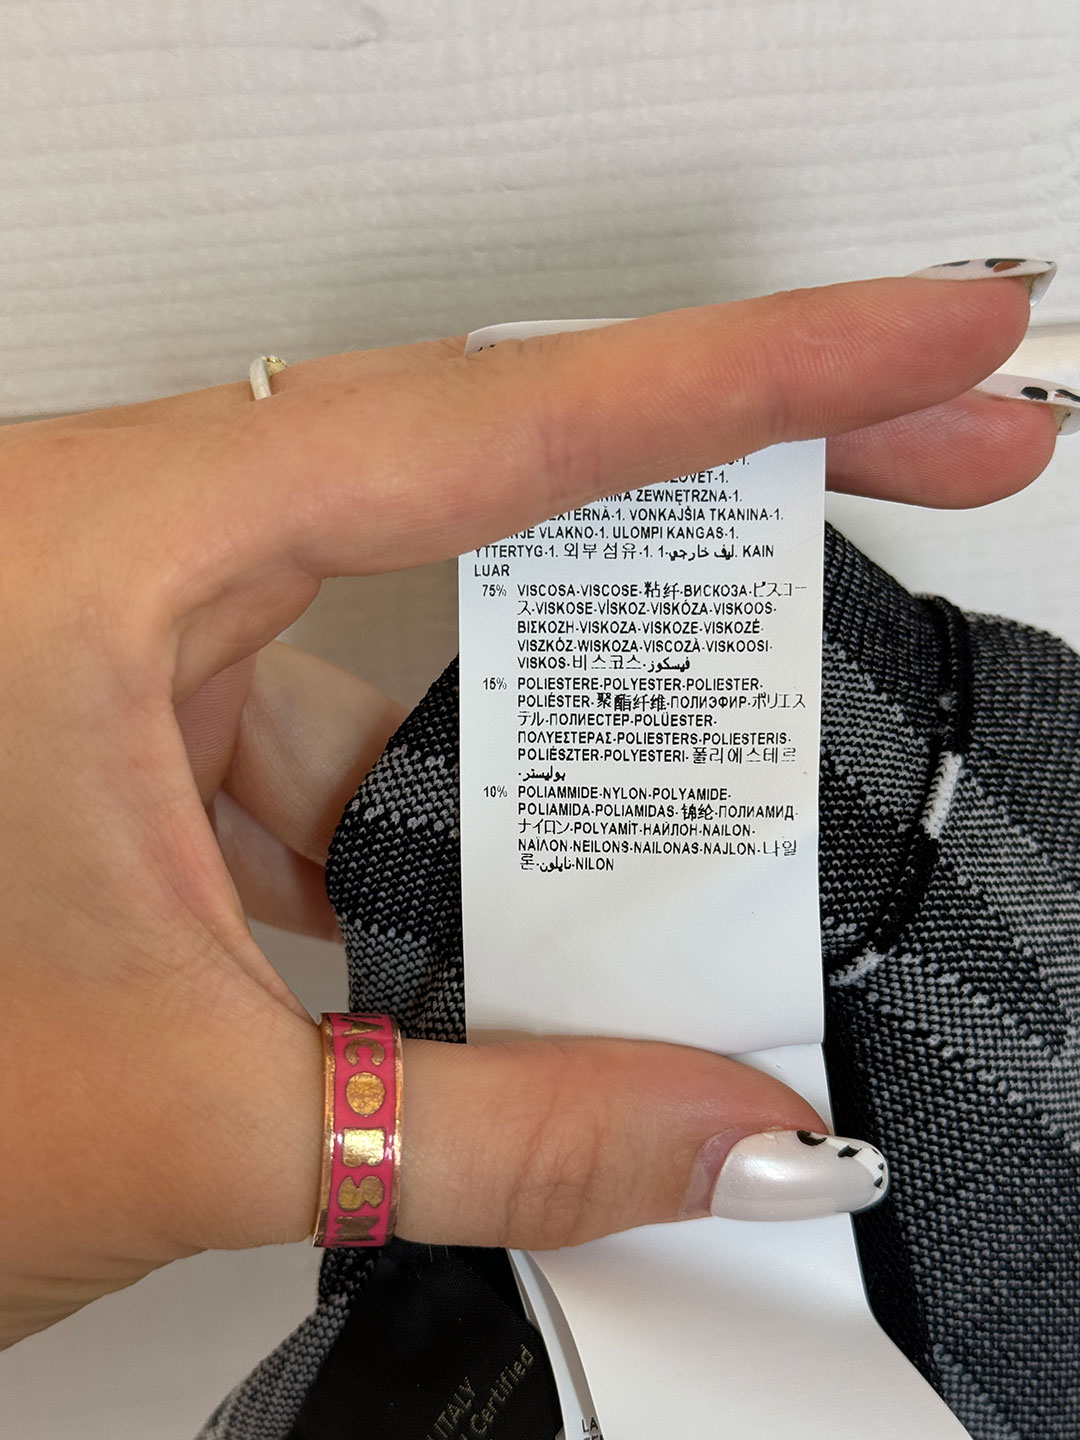 ZEWNĘTRZNA-1.
VONKAJŠIA TKANINA-1.
VLAKNO-1. ULOMPI KANGAS-1.
YTTERTYG-1. 외부 섬유-1. ليف خارجي-1. KAIN
LUAR
75% VISCOSA-VISCOSE-粘纤-ВИСКОЗА-ビスコー
ス-VISKOSE-VİSKOZ-VISKÓZA-VISKOOS-
ΒΙΣΚΟΖΗ-VISKOZA-VISKOZE-VISKOZĖ-
VISZKÓZ-WISKOZA-VISCOZĂ-VISKOOSI-
VISKOS-비스코스-فيسكوز
15% POLIESTERE-POLYESTER-POLIESTER-
POLIÉSTER-聚酯纤维-ПОЛИЭФИР-ポリエス
テル-ПОЛИЕСТЕР-POLÜESTER-
ΠΟΛΥΕΣΤΕΡΑΣ-POLIESTERS-POLIESTERIS-
POLIÉSZTER-POLYESTERI-폴리에스테르
-بوليستر
10% POLIAMMIDE-NYLON-POLYAMIDE-
POLIAMIDA-POLIAMIDAS-锦纶-ПОЛИАМИД-
ナイロン-POLYAMİT-НАЙЛОН-NAILON-
ΝΑΪΛΟΝ-NEILONS-NAILONAS-NAJLON-나일
론-نايلون-NILON
ACOBS M
ITALY
Certified
LA